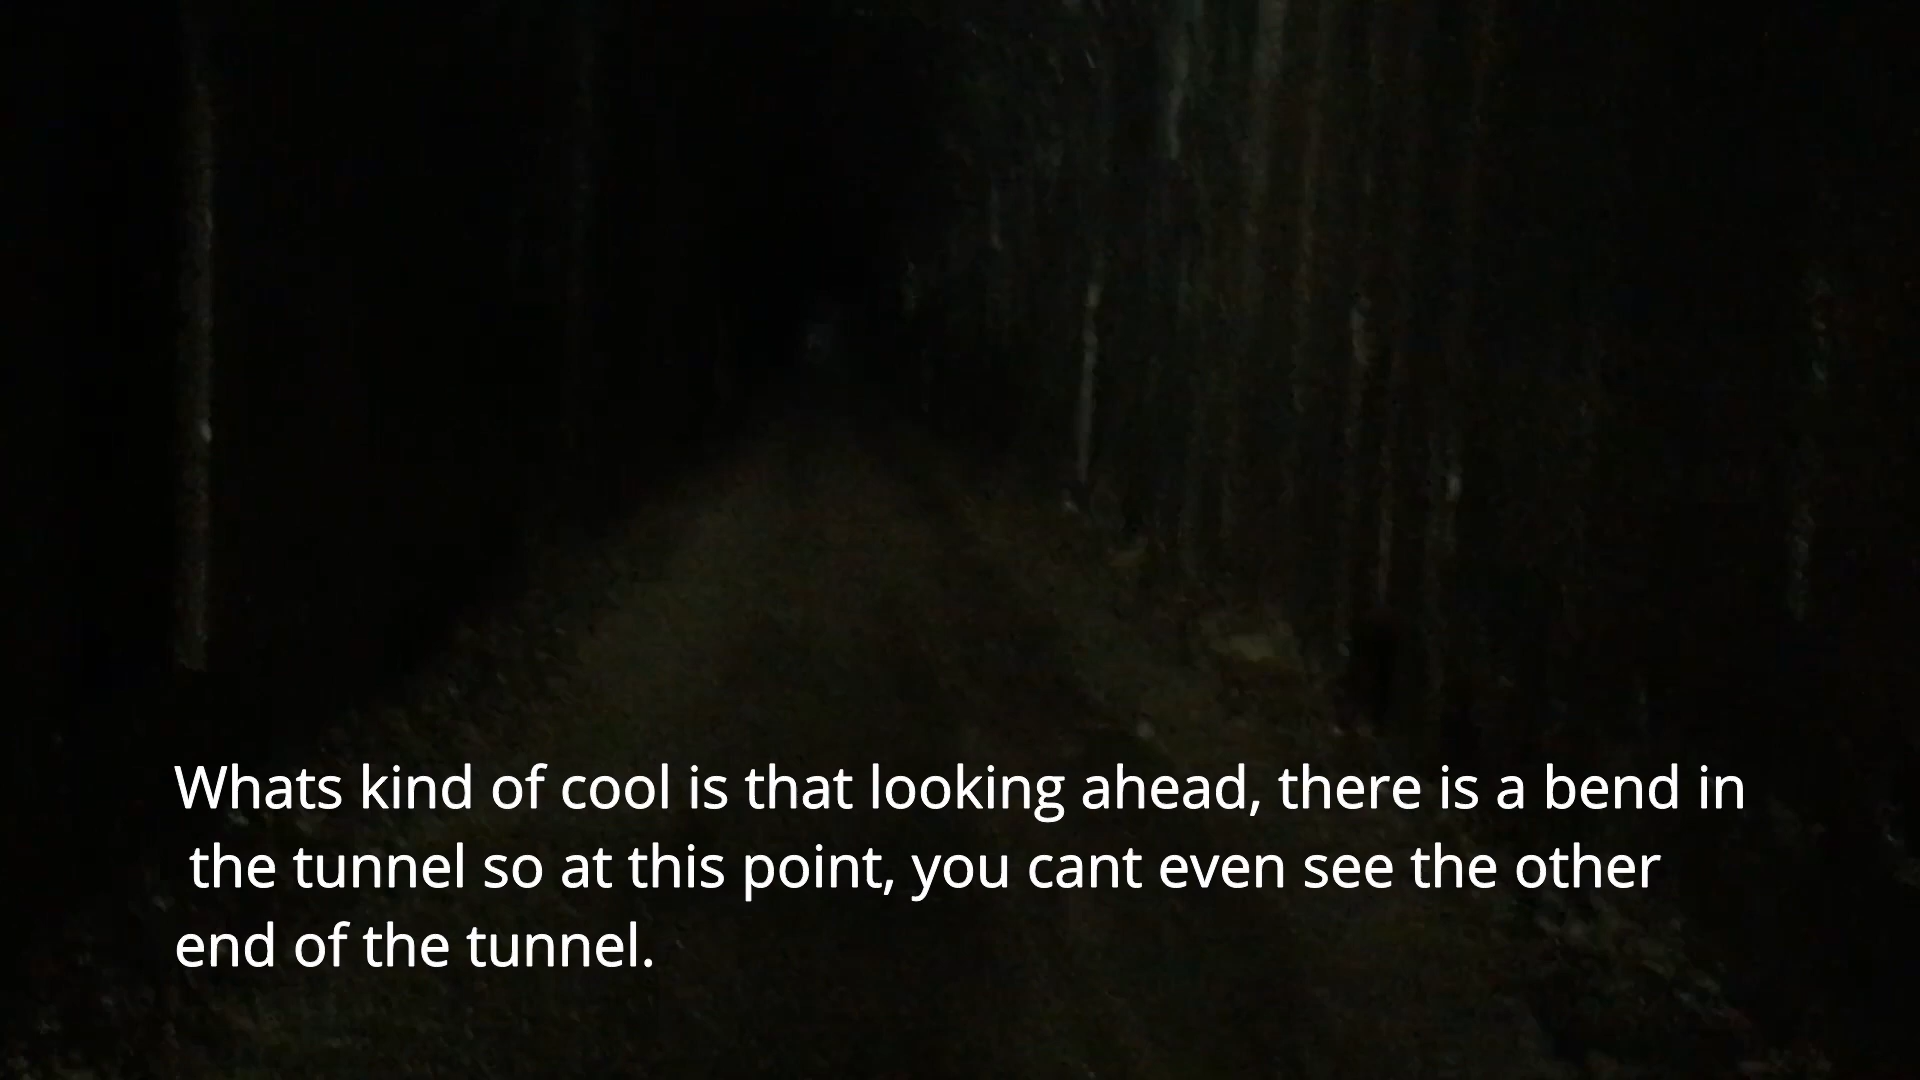 Whats kind of cool is that looking ahead, there is a bend in
the tunnel so at this point, you cant even see the other
end of the tunnel.